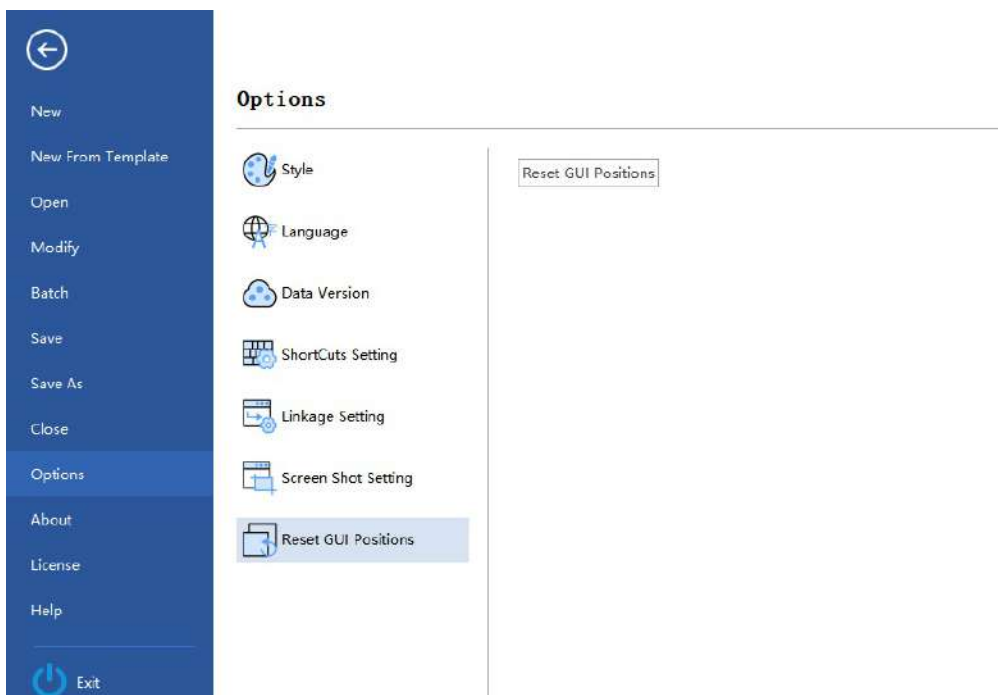 New
New From Template
Open
Modify
Batch
Save
Save As
Close
Options
About
License
Help
Exit
Options
Style
Language
Data Version
ShortCuts Setting
Linkage Setting
Screen Shot Setting
Reset GUI Positions
Reset GUI Positions